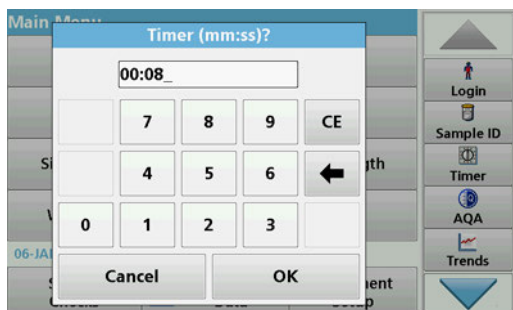 Main Menu
Timer (mm:ss)?
00:08_
7 8 9 CE
4 5 6
0 1 2 3
Cancel OK
06-JA
Login
Sample ID
Timer
AQA
Trends